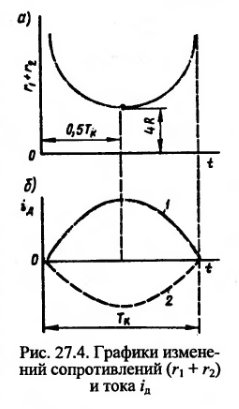 а)
r₁+r₂
0,5Tк
4R
0
t
б)
iд
1
0
t
2
Tк
Рис. 27.4. Графики измене-
ний сопротивлений (r₁ + r₂)
и тока iд